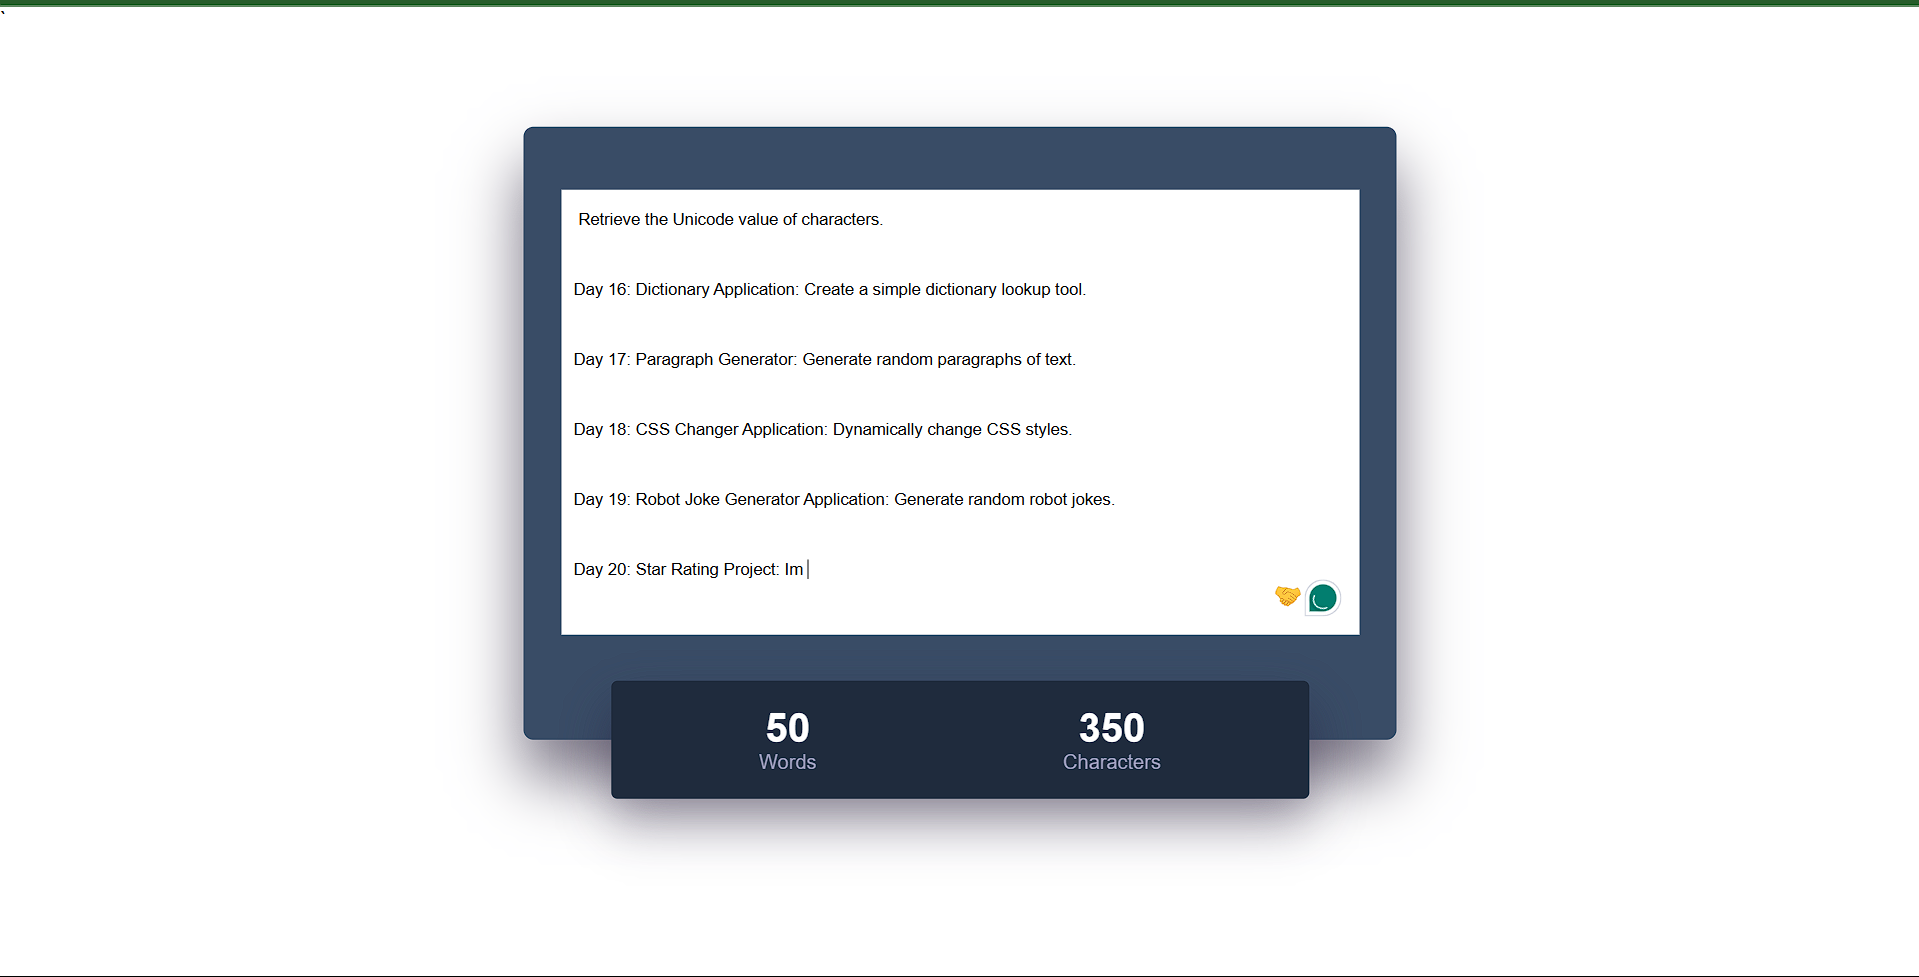 `
Retrieve the Unicode value of characters.
Day 16: Dictionary Application: Create a simple dictionary lookup tool.
Day 17: Paragraph Generator: Generate random paragraphs of text.
Day 18: CSS Changer Application: Dynamically change CSS styles.
Day 19: Robot Joke Generator Application: Generate random robot jokes.
Day 20: Star Rating Project: Im
50 350
Words Characters